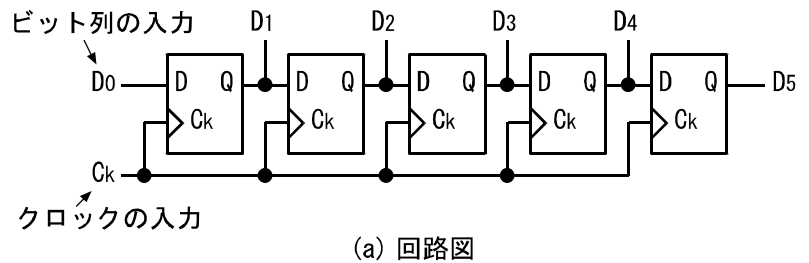 ビット列の入力
D1 D2 D3 D4
D0 D Q D Q D Q D Q D Q D5
Ck Ck Ck Ck Ck
Ck
クロックの入力
(a) 回路図